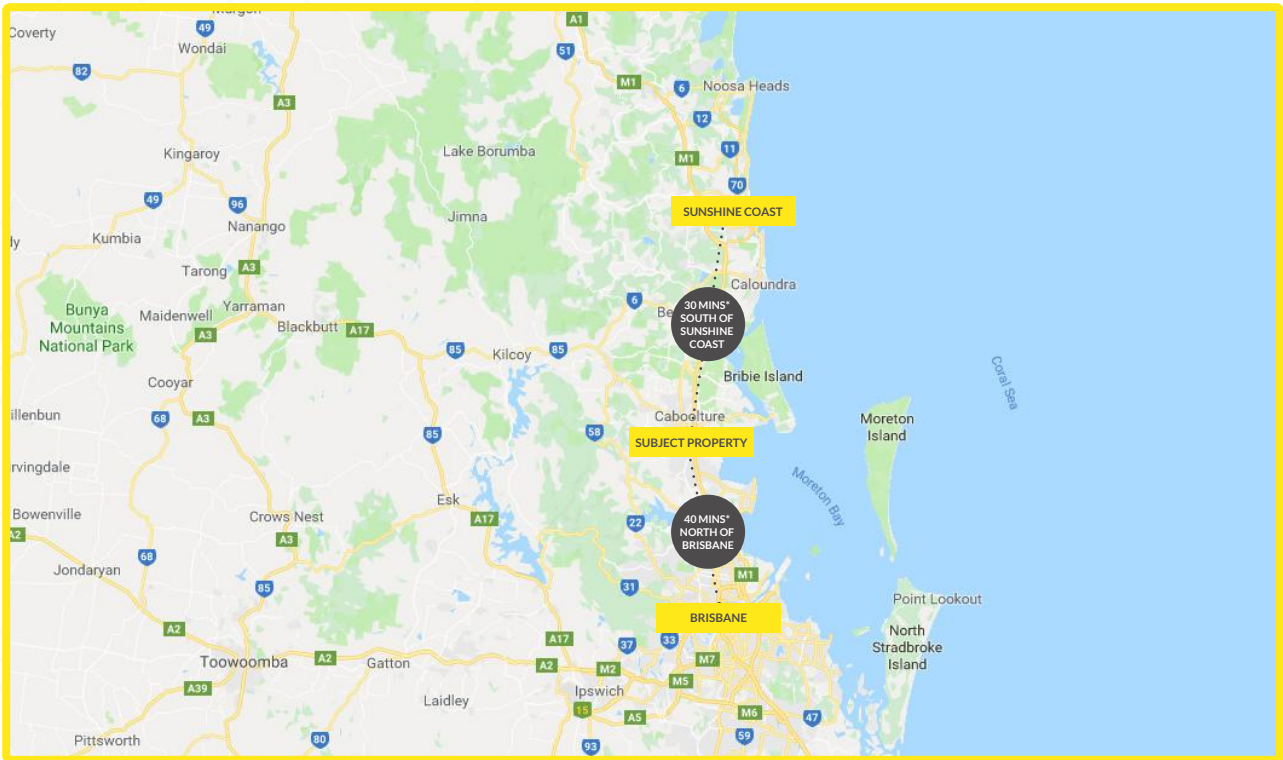 Coverty
49
Wondai
A1
51
82
M1
6
Noosa Heads
A3
12
Kingaroy
Lake Borumba
M1
11
70
49
96
SUNSHINE COAST
Jimna
Nanango
Kumbia
Tarong
A3
Caloundra
Bunya
Mountains
National Park
Maidenwell
Yarraman
6
30 MINS*
SOUTH OF
SUNSHINE
COAST
A3
Blackbutt
A17
85
Kilcoy
85
Bribie Island
Coral Sea
Cooyar
68
A3
Caboolture
Moreton
Island
85
58
SUBJECT PROPERTY
Moreton Bay
Esk
Bowenville
Crows Nest
A17
22
40 MINS*
NORTH OF
BRISBANE
A3
68
Jondaryan
85
31
M1
Point Lookout
BRISBANE
A2
A17
37
33
North
Stradbroke
Island
Toowoomba
A2
Gatton
A2
M2
M7
M5
A39
Laidley
Ipswich
15
A5
M6
47
Pittsworth
80
93
59